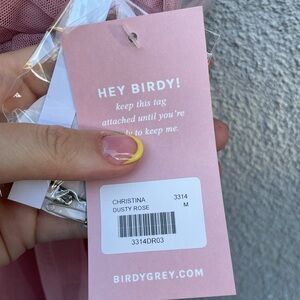 HEY BIRDY!
keep this tag
attached until you're
to keep me.
CHRISTINA 3314
DUSTY ROSE M
3314DR03
BIRDYGREY.COM